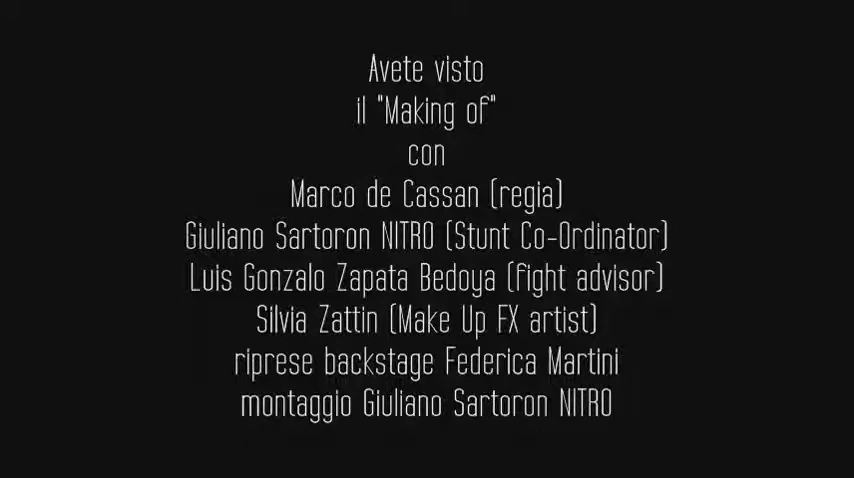 Avete visto
il "Making of"
con
Marco de Cassan (regia)
Giuliano Sartoron NITRO (Stunt Co-Ordinator)
Luis Gonzalo Zapata Bedoya (fight advisor)
Silvia Zattin (Make Up FX artist)
riprese backstage Federica Martini
montaggio Giuliano Sartoron NITRO